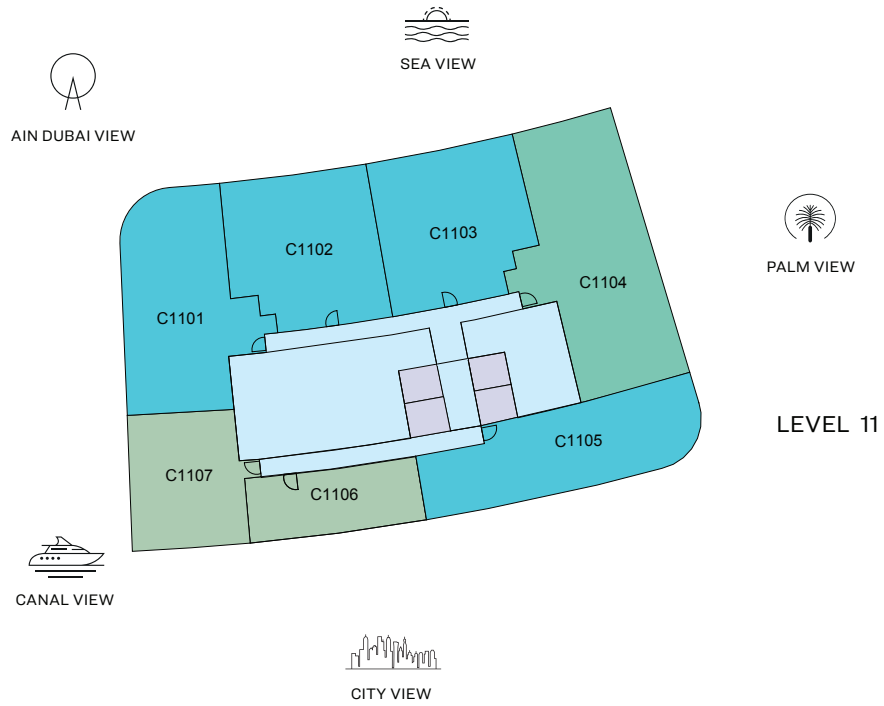 SEA VIEW
AIN DUBAI VIEW
C1103
C1102
PALM VIEW
C1104
C1101
LEVEL 11
C1105
C1107
C1106
CANAL VIEW
CITY VIEW